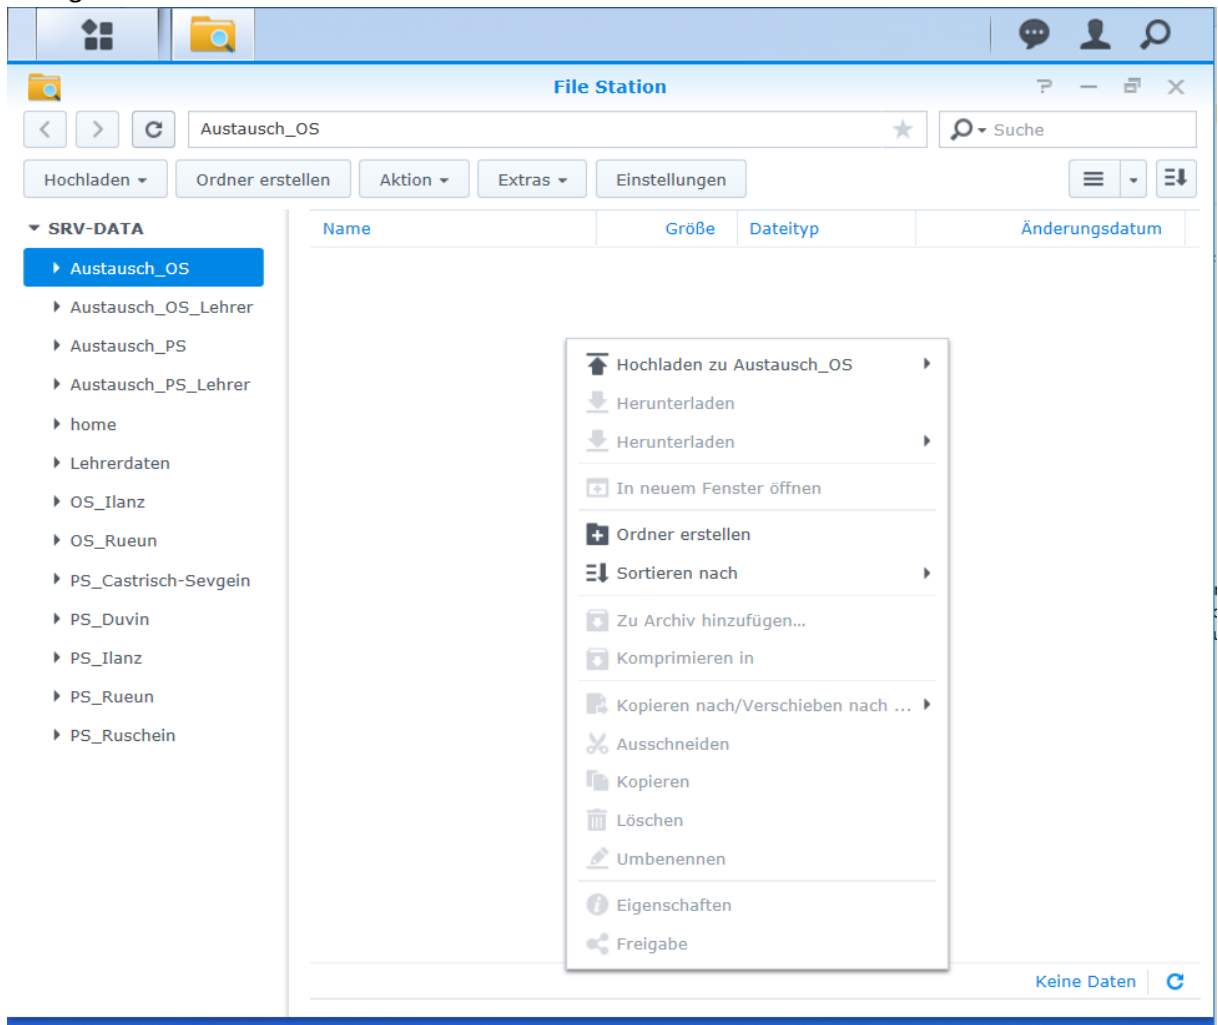 File Station
Austausch_OS
Suche
Hochladen
Ordner erstellen
Aktion
Extras
Einstellungen
SRV-DATA
Austausch_OS
Austausch_OS_Lehrer
Austausch_PS
Austausch_PS_Lehrer
home
Lehrerdaten
OS_Ilanz
OS_Rueun
PS_Castrisch-Sevgein
PS_Duvin
PS_Ilanz
PS_Rueun
PS_Ruschein
Name
Größe
Dateityp
Änderungsdatum
Hochladen zu Austausch_OS
Herunterladen
Herunterladen
In neuem Fenster öffnen
Ordner erstellen
Sortieren nach
Zu Archiv hinzufügen...
Komprimieren in
Kopieren nach/Verschieben nach ...
Ausschneiden
Kopieren
Löschen
Umbenennen
Eigenschaften
Freigabe
Keine Daten